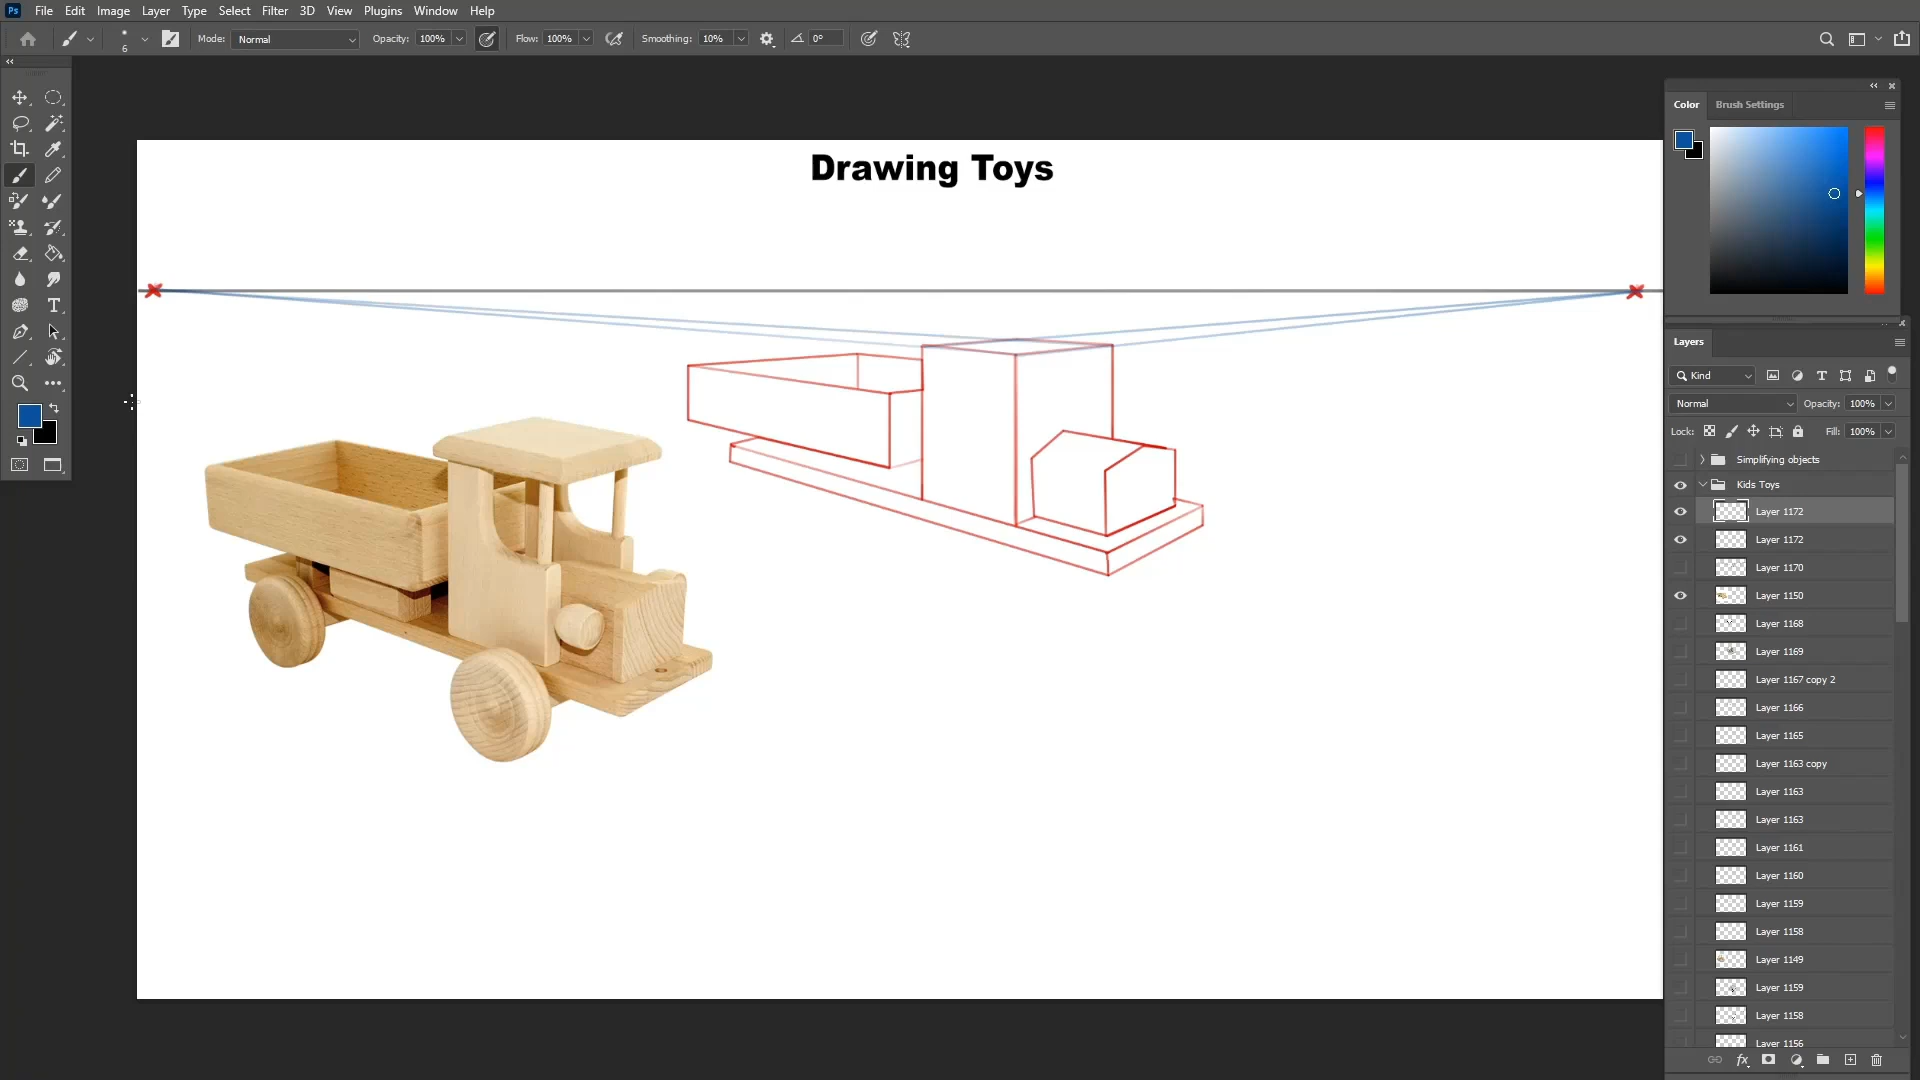 Ps File Edit Image Layer Type Select Filter 3D View Plugins Window Help
6 Mode: Normal Opacity: 100% Flow: 100% Smoothing: 10% 0°
Color Brush Settings
Drawing Toys
Layers
Kind
Normal Opacity: 100%
Lock: Fill: 100%
Simplifying objects
Kids Toys
Layer 1172
Layer 1172
Layer 1170
Layer 1150
Layer 1168
Layer 1169
Layer 1167 copy 2
Layer 1166
Layer 1165
Layer 1163 copy
Layer 1163
Layer 1163
Layer 1161
Layer 1160
Layer 1159
Layer 1158
Layer 1149
Layer 1159
Layer 1158
Layer 1156
fx